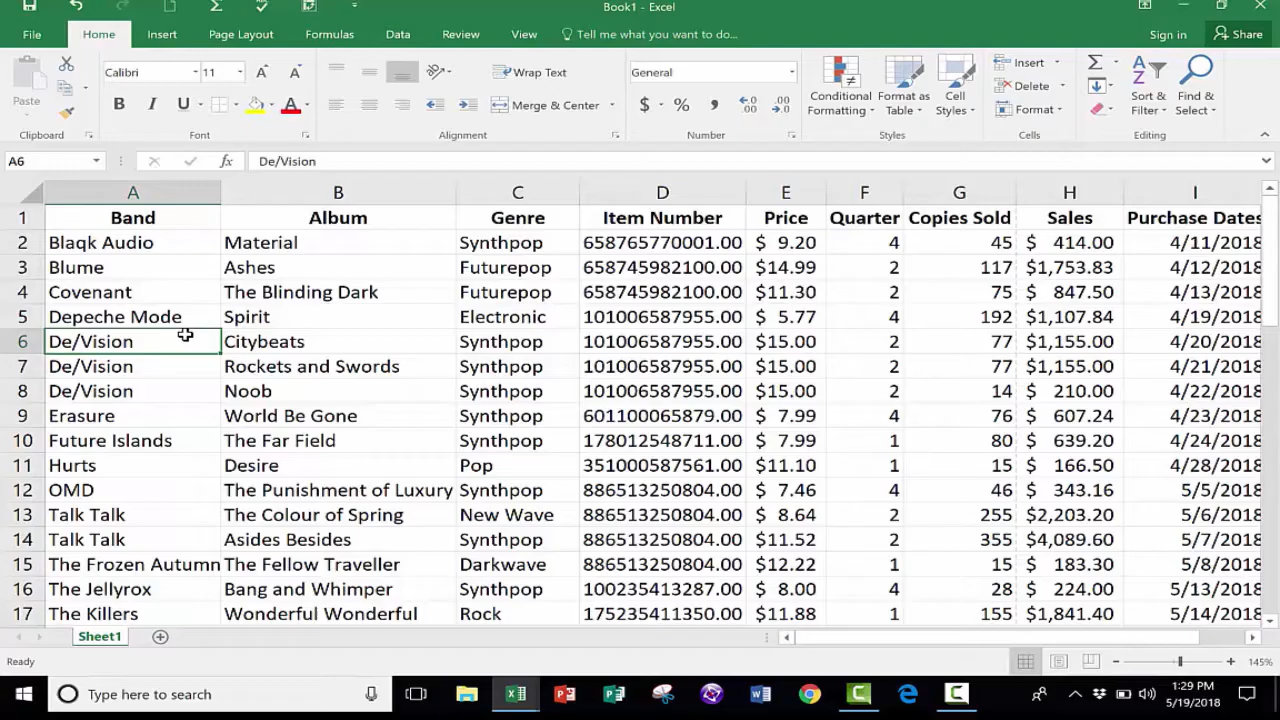 Book1 - Excel
File Home Insert Page Layout Formulas Data Review View Tell me what you want to do... Sign in Share
Paste Calibri 11 Wrap Text General Conditional Formatting Format as Table Cell Styles Insert Sort & Filter Find & Select
B I U A Merge & Center $ % , Delete
Format
Clipboard Font Alignment Number Styles Cells Editing
A6 fx De/Vision
A B C D E F G H I
1 Band Album Genre Item Number Price Quarter Copies Sold Sales Purchase Dates
2 Blaqk Audio Material Synthpop 658765770001.00 $ 9.20 4 45 $ 414.00 4/11/2018
3 Blume Ashes Futurepop 658745982100.00 $14.99 2 117 $1,753.83 4/12/2018
4 Covenant The Blinding Dark Futurepop 658745982100.00 $11.30 2 75 $ 847.50 4/13/2018
5 Depeche Mode Spirit Electronic 101006587955.00 $ 5.77 4 192 $1,107.84 4/19/2018
6 De/Vision Citybeats Synthpop 101006587955.00 $15.00 2 77 $1,155.00 4/20/2018
7 De/Vision Rockets and Swords Synthpop 101006587955.00 $15.00 2 77 $1,155.00 4/21/2018
8 De/Vision Noob Synthpop 101006587955.00 $15.00 2 14 $ 210.00 4/22/2018
9 Erasure World Be Gone Synthpop 601100065879.00 $ 7.99 4 76 $ 607.24 4/23/2018
10 Future Islands The Far Field Synthpop 178012548711.00 $ 7.99 1 80 $ 639.20 4/24/2018
11 Hurts Desire Pop 351000587561.00 $11.10 1 15 $ 166.50 4/28/2018
12 OMD The Punishment of Luxury Synthpop 886513250804.00 $ 7.46 4 46 $ 343.16 5/5/2018
13 Talk Talk The Colour of Spring New Wave 886513250804.00 $ 8.64 2 255 $2,203.20 5/6/2018
14 Talk Talk Asides Besides Synthpop 886513250804.00 $11.52 2 355 $4,089.60 5/7/2018
15 The Frozen Autumn The Fellow Traveller Darkwave 886513250804.00 $12.22 1 15 $ 183.30 5/8/2018
16 The Jellyrox Bang and Whimper Synthpop 100235413287.00 $ 8.00 4 28 $ 224.00 5/13/2018
17 The Killers Wonderful Wonderful Rock 175235411350.00 $11.88 1 155 $1,841.40 5/14/2018
Sheet1
Ready 145%
Type here to search 1:29 PM
5/19/2018